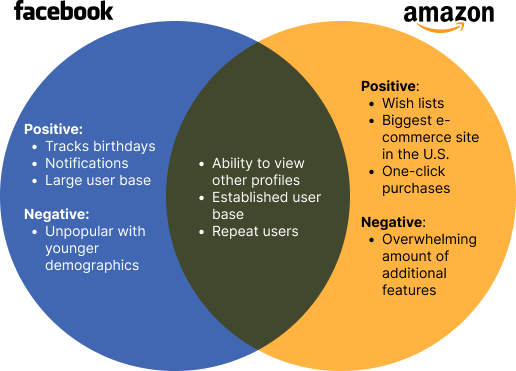 facebook
amazon
Positive:
• Tracks birthdays
• Notifications
• Large user base
Negative:
• Unpopular with
younger
demographics
• Ability to view
other profiles
• Established user
base
• Repeat users
Positive:
• Wish lists
• Biggest e-
commerce site
in the U.S.
• One-click
purchases
Negative:
• Overwhelming
amount of
additional
features